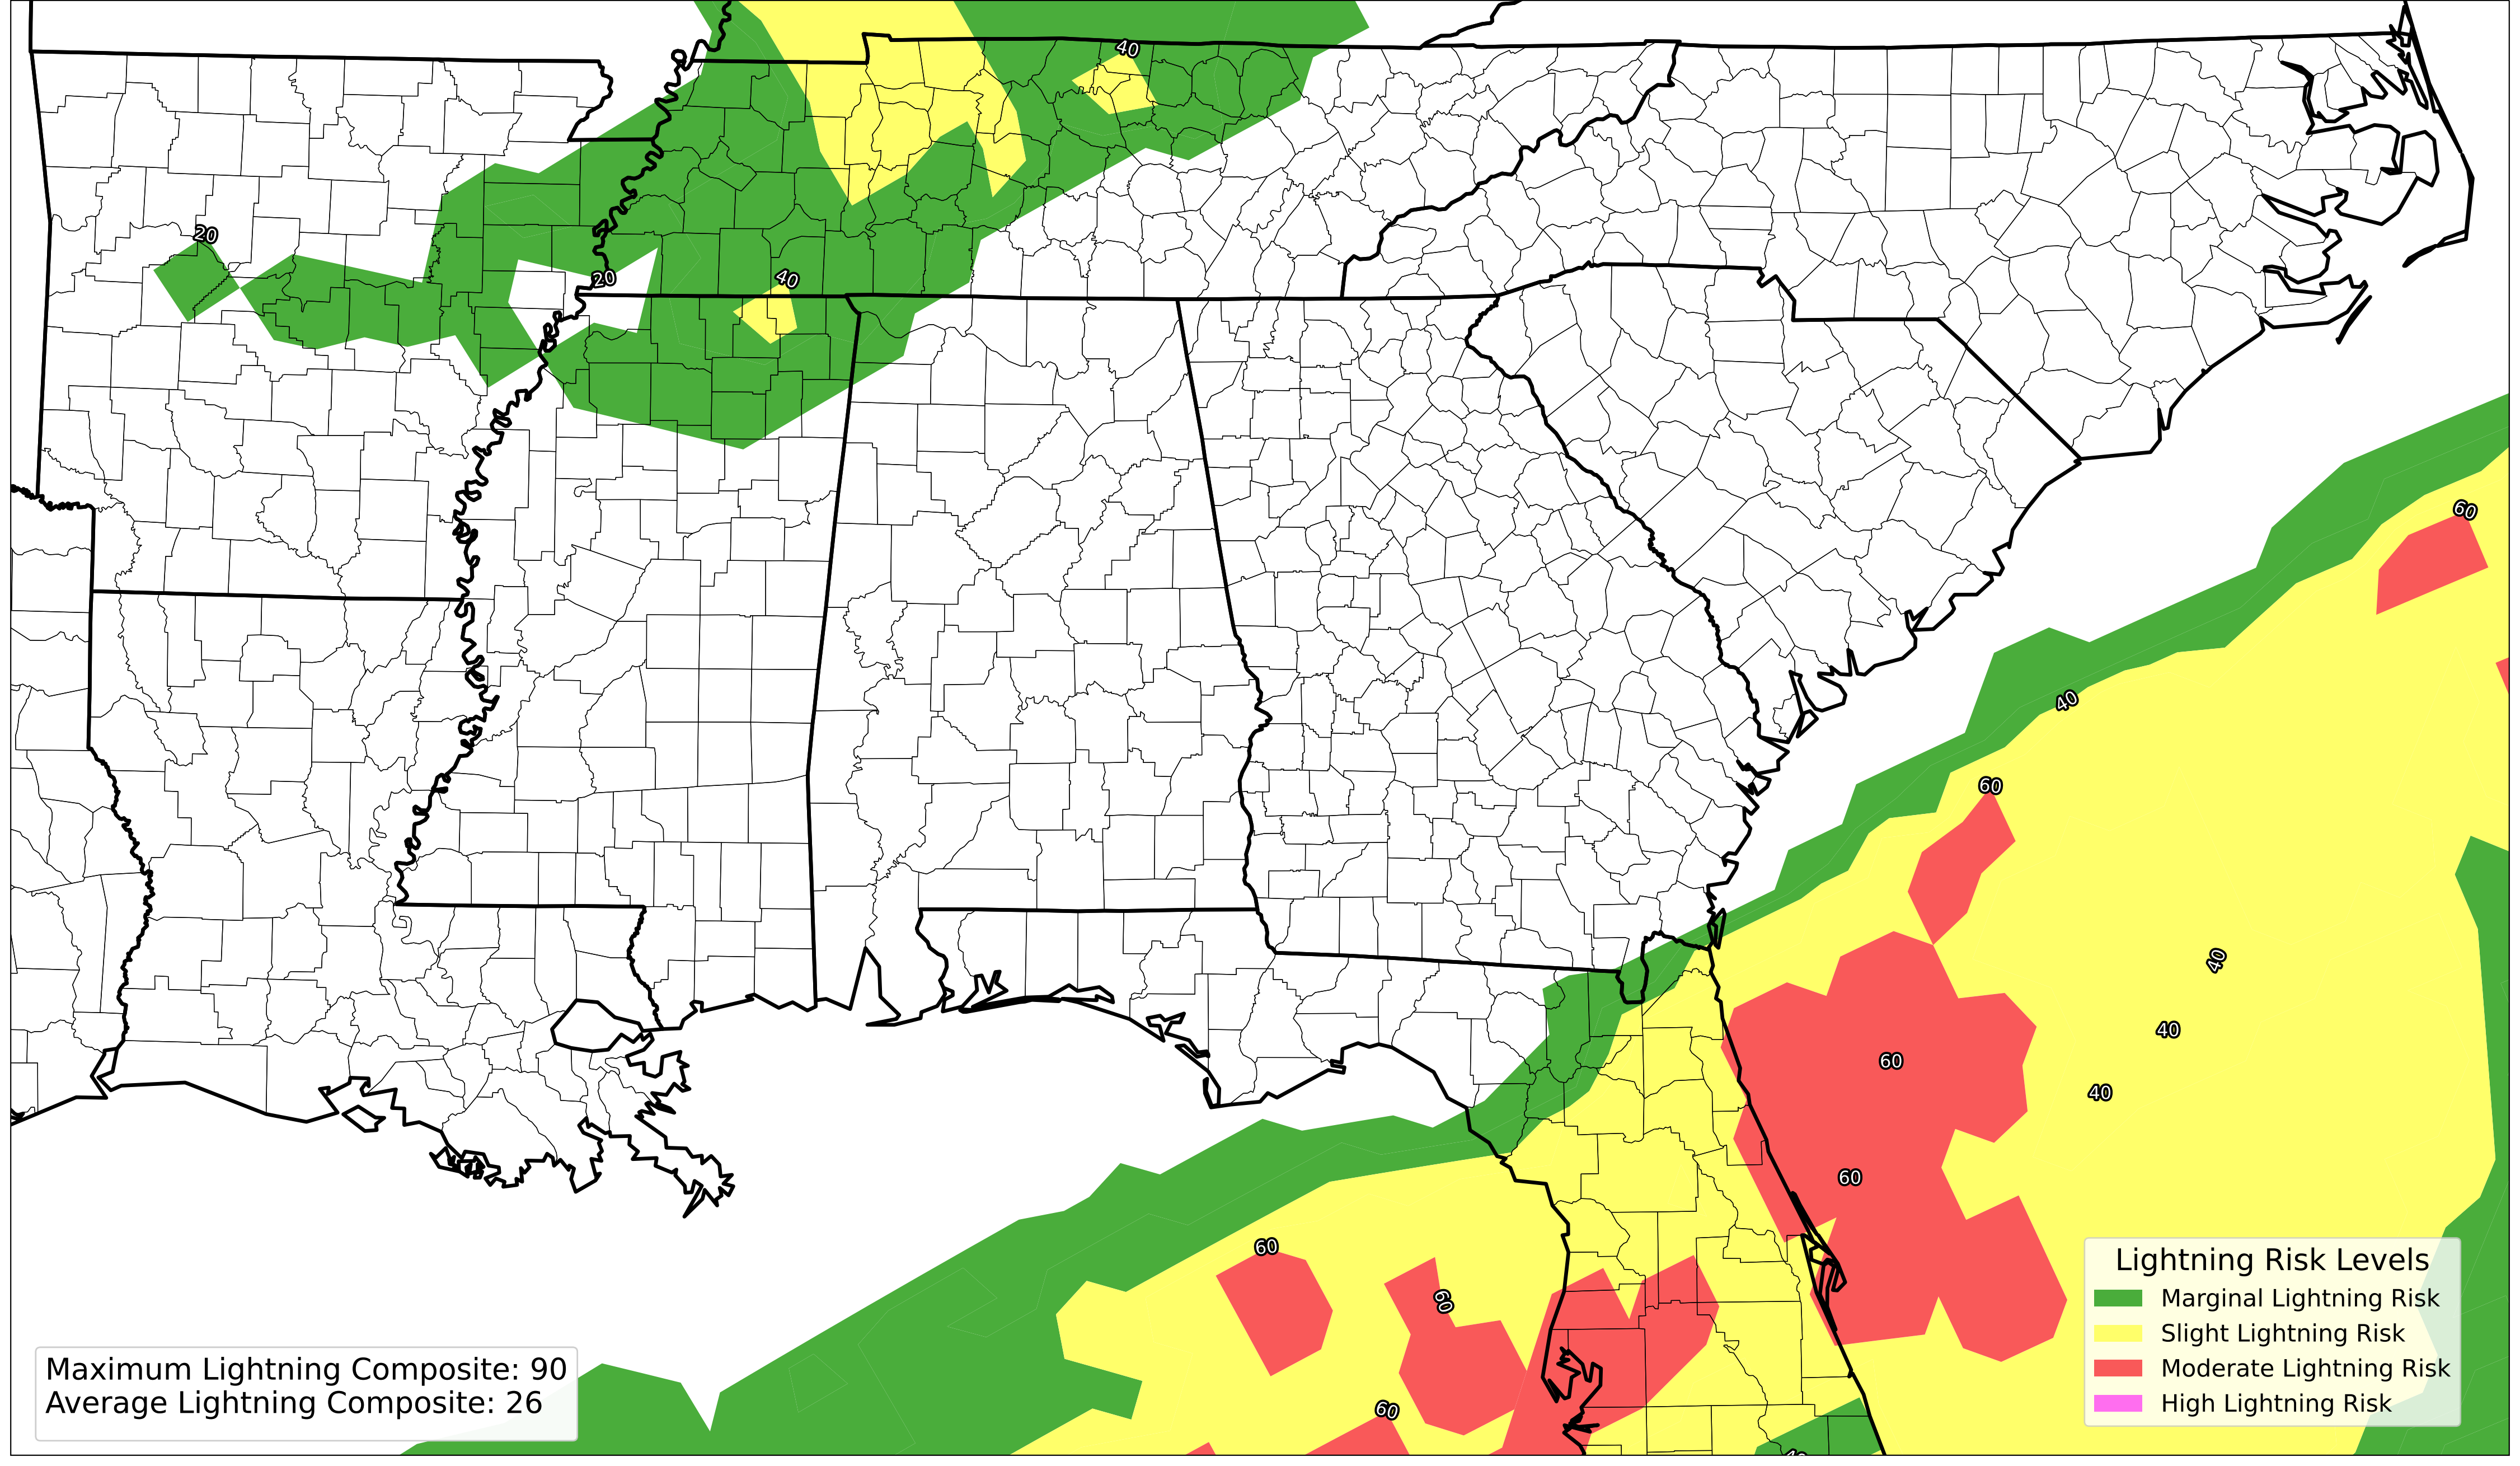 40
20
20
40
60
40
60
40
40
60
40
60
60
60
60
Lightning Risk Levels
Marginal Lightning Risk
Slight Lightning Risk
Moderate Lightning Risk
High Lightning Risk
Maximum Lightning Composite: 90
Average Lightning Composite: 26